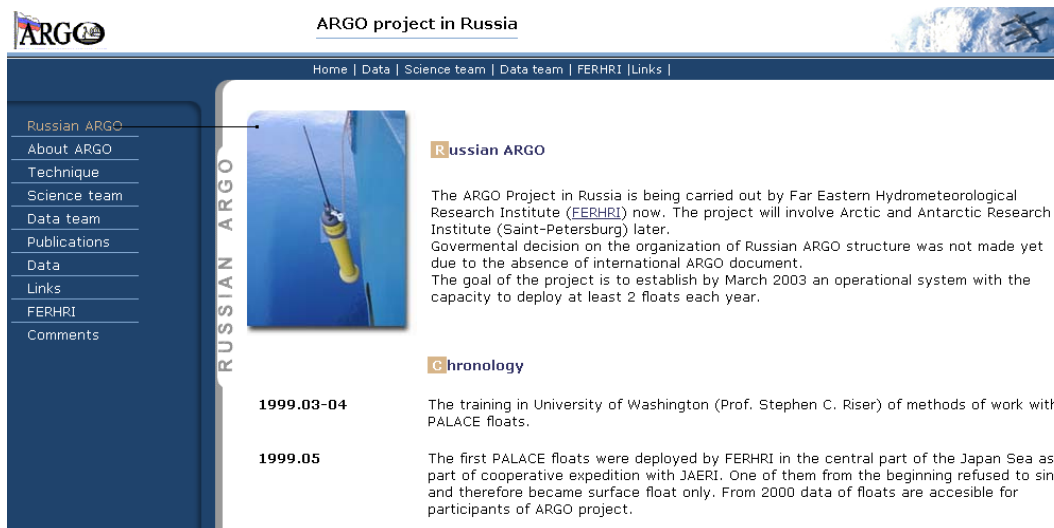 ARGO
ARGO project in Russia
Home | Data | Science team | Data team | FERHRI |Links |
Russian ARGO
About ARGO
Technique
Science team
Data team
Publications
Data
Links
FERHRI
Comments
RUSSIAN ARGO
Russian ARGO
The ARGO Project in Russia is being carried out by Far Eastern Hydrometeorological
Research Institute (FERHRI) now. The project will involve Arctic and Antarctic Research
Institute (Saint-Petersburg) later.
Govermental decision on the organization of Russian ARGO structure was not made yet
due to the absence of international ARGO document.
The goal of the project is to establish by March 2003 an operational system with the
capacity to deploy at least 2 floats each year.
Chronology
1999.03-04
The training in University of Washington (Prof. Stephen C. Riser) of methods of work with
PALACE floats.
1999.05
The first PALACE floats were deployed by FERHRI in the central part of the Japan Sea as
part of cooperative expedition with JAERI. One of them from the beginning refused to sin
and therefore became surface float only. From 2000 data of floats are accesible for
participants of ARGO project.